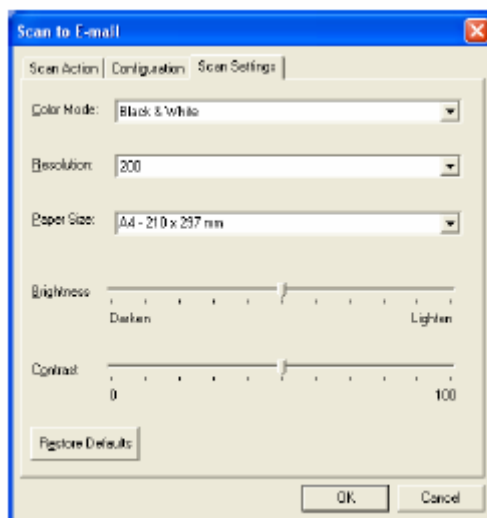 Scan to E-mail
Scan Action Configuration Scan Settings
Color Mode: Black & White
Resolution: 200
Paper Size: A4 - 210 x 297 mm
Brightness
Darken Lighten
Contrast
0 100
Restore Defaults
OK Cancel